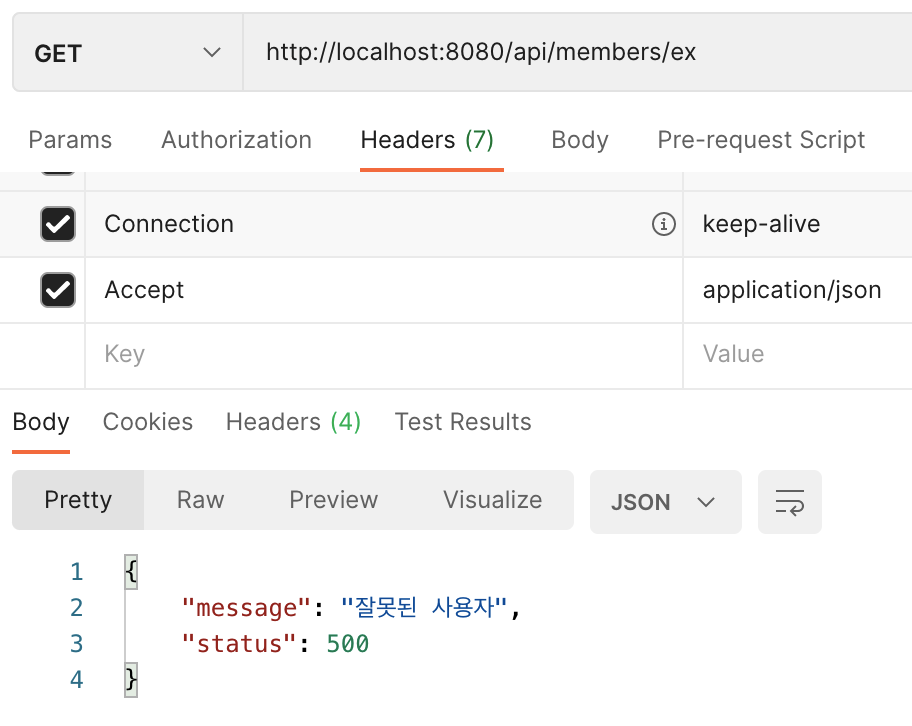 GET http://localhost:8080/api/members/ex
Params Authorization Headers (7) Body Pre-request Script
Connection keep-alive
Accept application/json
Key Value
Body Cookies Headers (4) Test Results
Pretty Raw Preview Visualize JSON
1 {
2 "message": "잘못된 사용자",
3 "status": 500
4 }